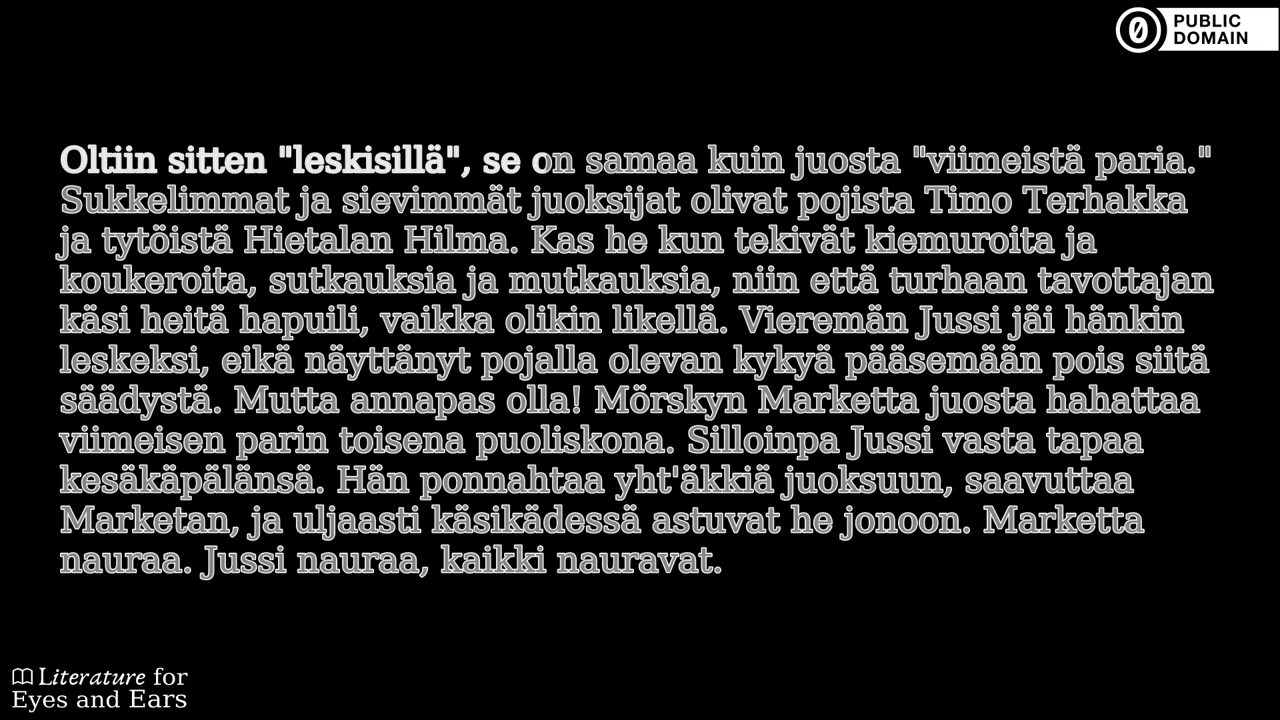 PUBLIC
DOMAIN
Oltiin sitten "leskisillä", se on samaa kuin juosta "viimeistä paria."
Sukkelimmat ja sievimmät juoksijat olivat pojista Timo Terhakka
ja tytöistä Hietalan Hilma. Kas he kun tekivät kiemuroita ja
koukeroita, sutkauksia ja mutkauksia, niin että turhaan tavottajan
käsi heitä hapuili, vaikka olikin likellä. Vieremän Jussi jäi hänkin
leskeksi, eikä näyttänyt pojalla olevan kykyä pääsemään pois siitä
säädystä. Mutta annapas olla! Mörskyn Marketta juosta hahattaa
viimeisen parin toisena puoliskona. Silloinpa Jussi vasta tapaa
kesäkäpälänsä. Hän ponnahtaa yht'äkkiä juoksuun, saavuttaa
Marketan, ja uljaasti käsikädessä astuvat he jonoon. Marketta
nauraa. Jussi nauraa, kaikki nauravat.
Literature for
Eyes and Ears